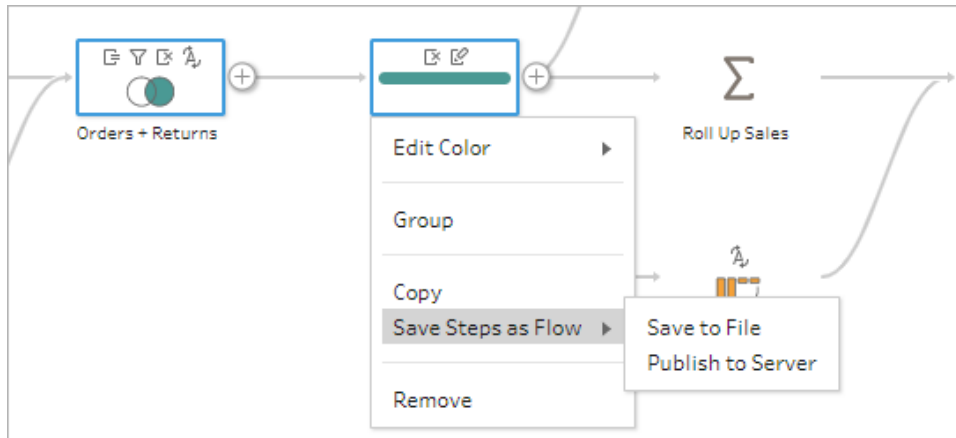 Orders + Returns
Roll Up Sales
Edit Color
Group
Copy
Save Steps as Flow
Save to File
Publish to Server
Remove